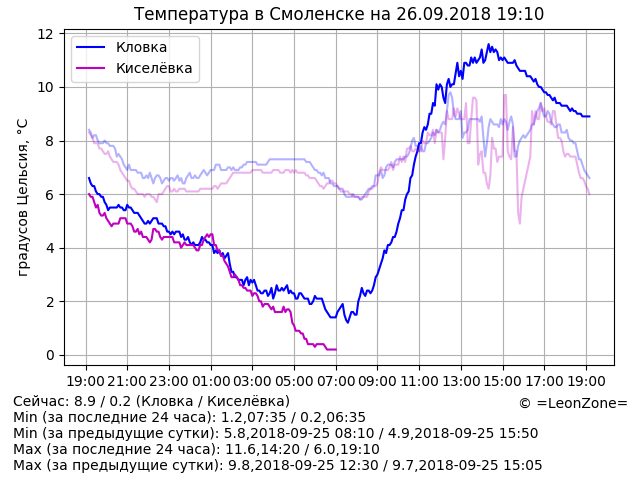 Температура в Смоленске на 26.09.2018 19:10
Кловка
Киселёвка
градусов Цельсия, °C
12
10
8
6
4
2
0
19:00 21:00 23:00 01:00 03:00 05:00 07:00 09:00 11:00 13:00 15:00 17:00 19:00
Сейчас: 8.9 / 0.2 (Кловка / Киселёвка)
© =LeonZone=
Min (за последние 24 часа): 1.2,07:35 / 0.2,06:35
Min (за предыдущие сутки): 5.8,2018-09-25 08:10 / 4.9,2018-09-25 15:50
Max (за последние 24 часа): 11.6,14:20 / 6.0,19:10
Max (за предыдущие сутки): 9.8,2018-09-25 12:30 / 9.7,2018-09-25 15:05